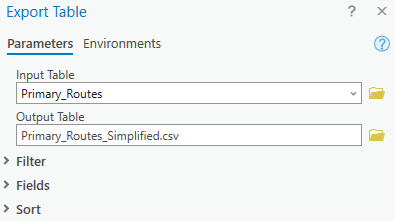 Export Table
Parameters Environments
Input Table
Primary_Routes
Output Table
Primary_Routes_Simplified.csv
Filter
Fields
Sort